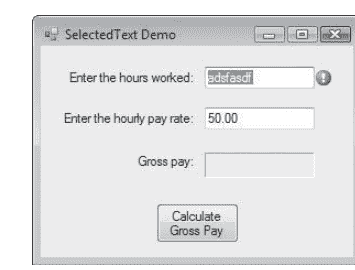 SelectedText Demo
Enter the hours worked: adsfasdf
Enter the hourly pay rate: 50.00
Gross pay:
Calculate
Gross Pay